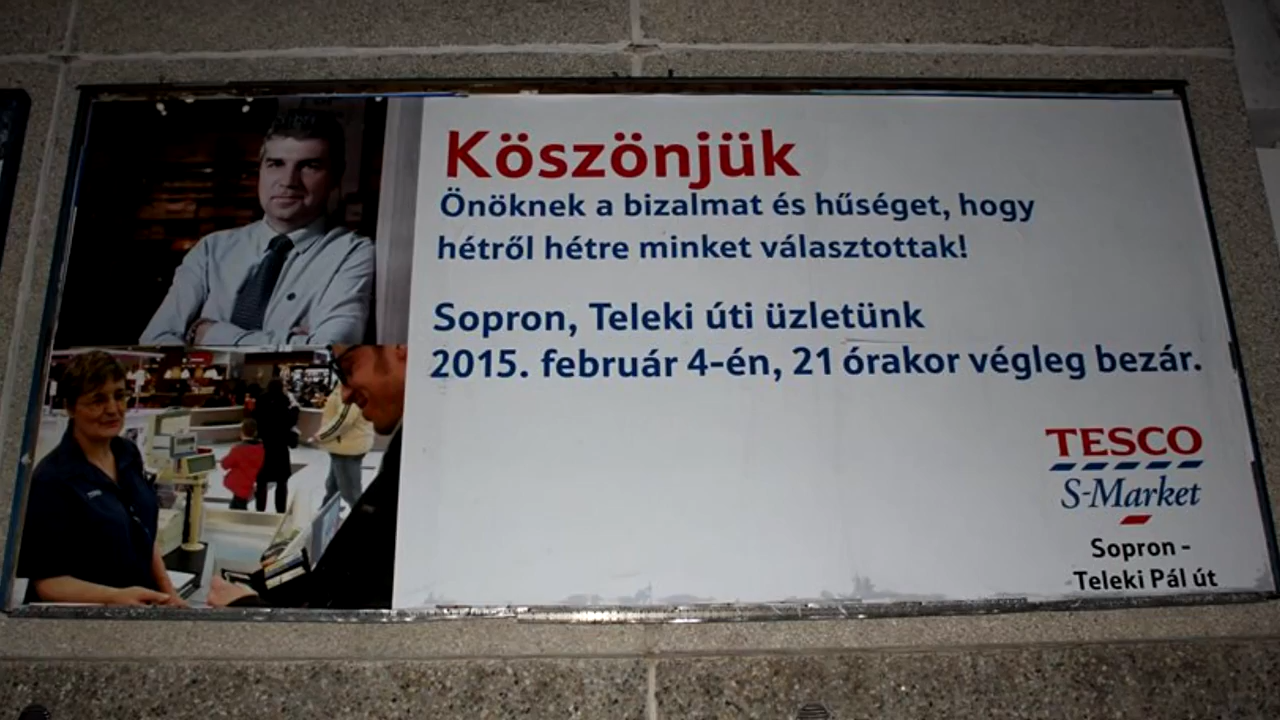 Köszönjük
Önöknek a bizalmat és hűséget, hogy
hétről hétre minket választottak!
Sopron, Teleki úti üzletünk
2015. február 4-én, 21 órakor végleg bezár.
TESCO
S-Market
Sopron -
Teleki Pál út